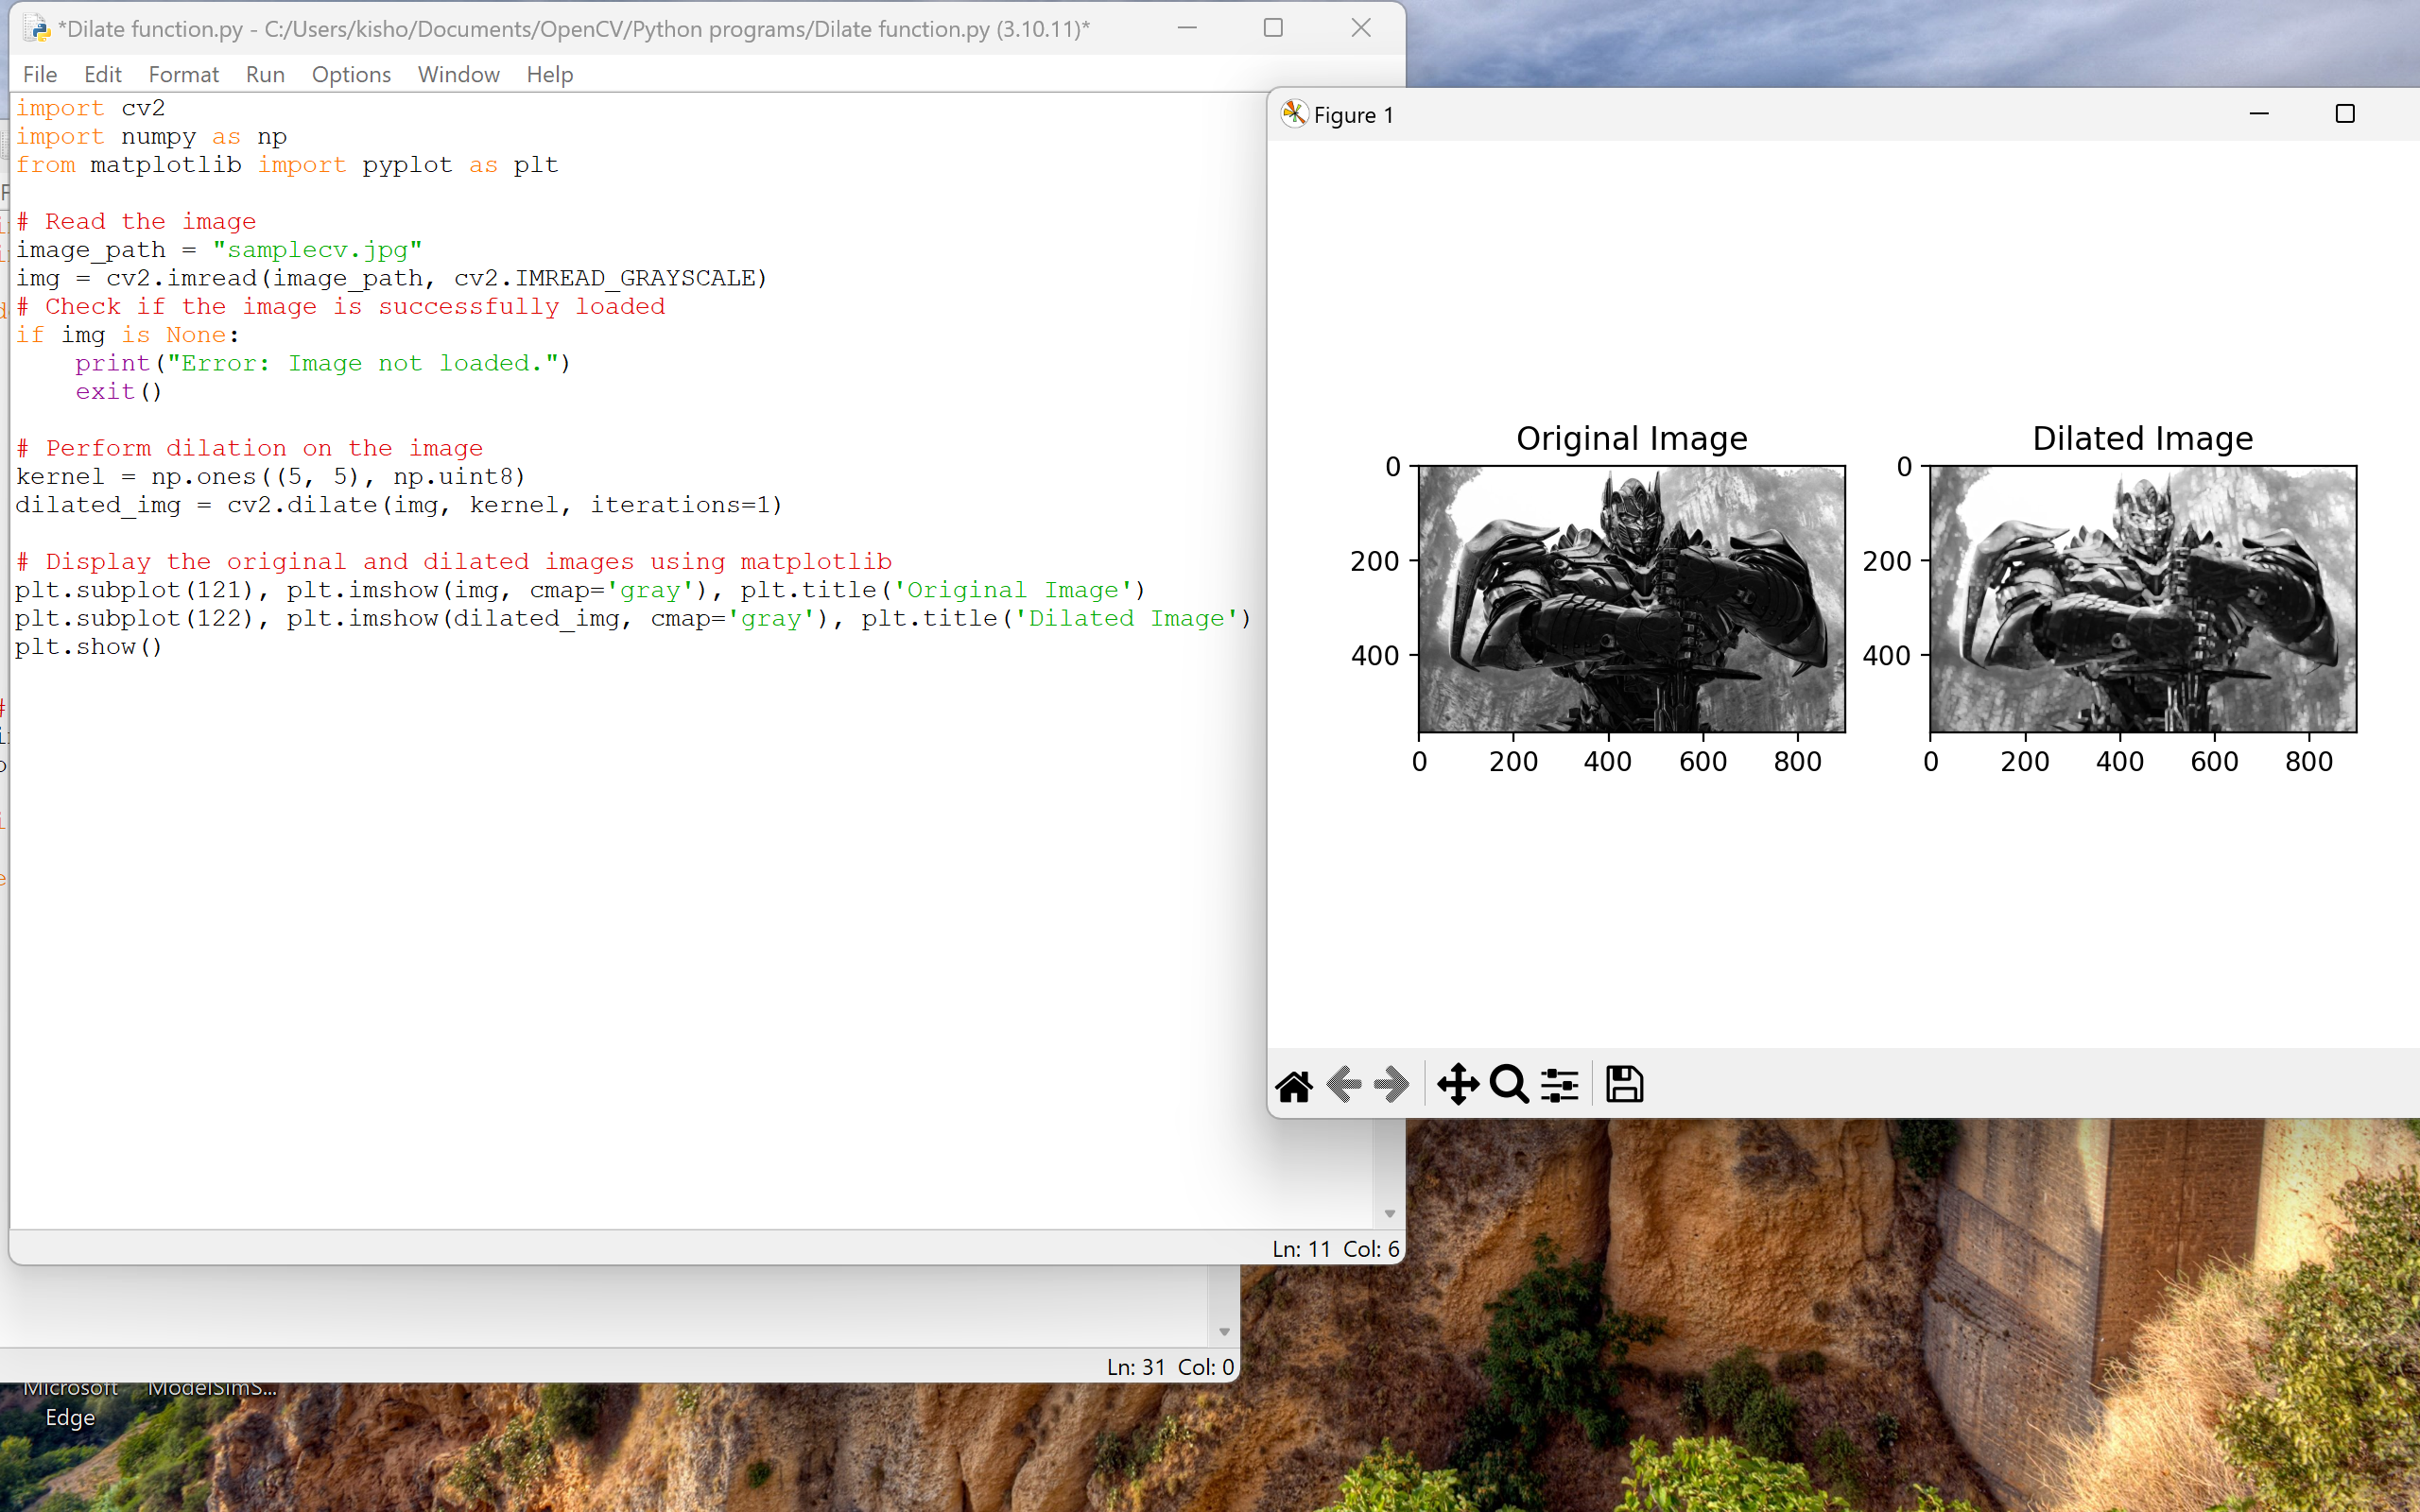 *Dilate function.py - C:/Users/kisho/Documents/OpenCV/Python programs/Dilate function.py (3.10.11)*
File Edit Format Run Options Window Help
import cv2
import numpy as np
from matplotlib import pyplot as plt
# Read the image
image_path = "samplecv.jpg"
img = cv2.imread(image_path, cv2.IMREAD_GRAYSCALE)
# Check if the image is successfully loaded
if img is None:
    print("Error: Image not loaded.")
    exit()
# Perform dilation on the image
kernel = np.ones((5, 5), np.uint8)
dilated_img = cv2.dilate(img, kernel, iterations=1)
# Display the original and dilated images using matplotlib
plt.subplot(121), plt.imshow(img, cmap='gray'), plt.title('Original Image')
plt.subplot(122), plt.imshow(dilated_img, cmap='gray'), plt.title('Dilated Image')
plt.show()
Ln: 11 Col: 6
Figure 1
Original Image
0
200
400
0 200 400 600 800
Dilated Image
0
200
400
0 200 400 600 800
Ln: 31 Col: 0
Microsoft
Edge
ModelSimS...